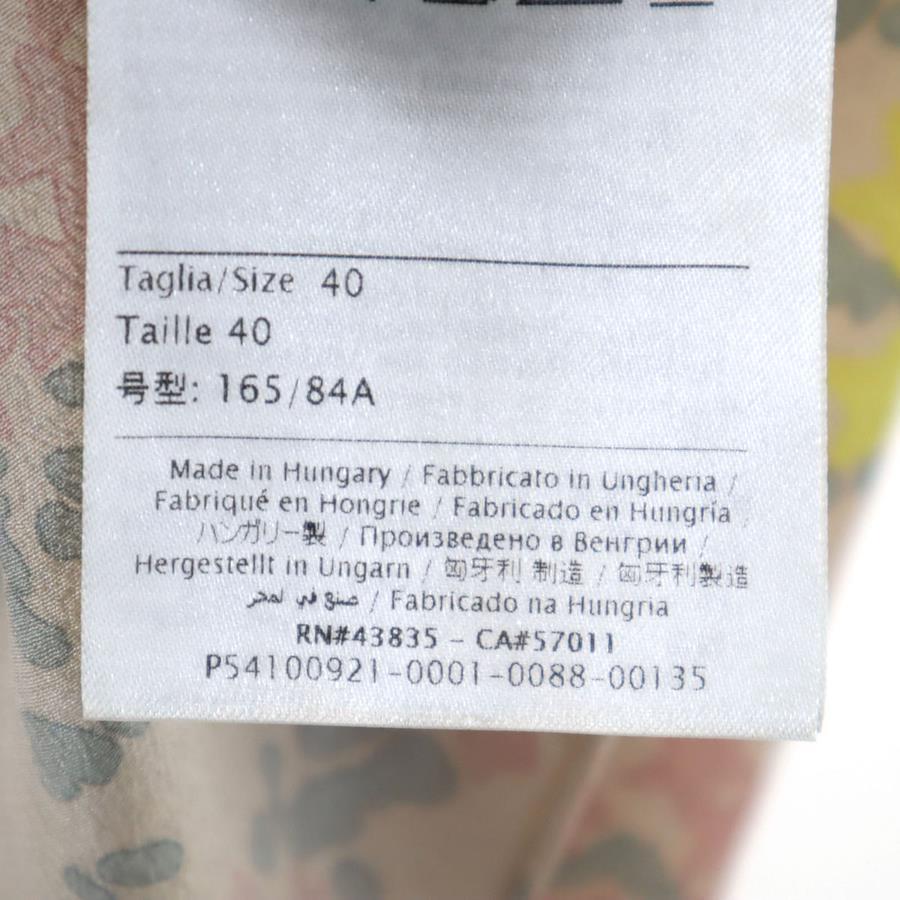 Taglia/Size 40
Taille 40
号型: 165/84A
Made in Hungary / Fabbricato in Ungheria /
Fabriqué en Hongrie / Fabricado en Hungría
ハンガリー製 / Произведено в Венгрии /
Hergestellt in Ungarn / 匈牙利 制造 / 匈牙利製造
صنع في / Fabricado na Hungria
RN#43835 - CA#57011
P54100921-0001-0088-00135